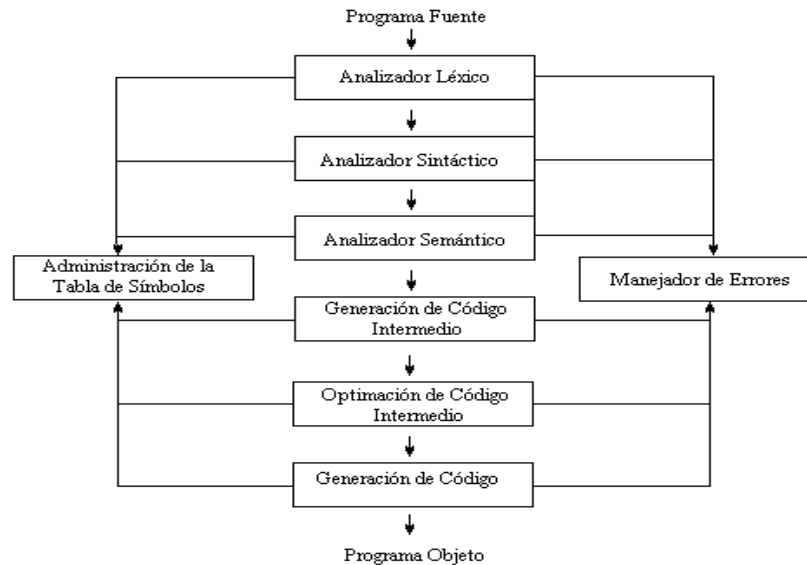 Programa Fuente
Analizador Léxico
Analizador Sintáctico
Analizador Semántico
Administración de la
Tabla de Símbolos
Manejador de Errores
Generación de Código
Intermedio
Optimación de Código
Intermedio
Generación de Código
Programa Objeto